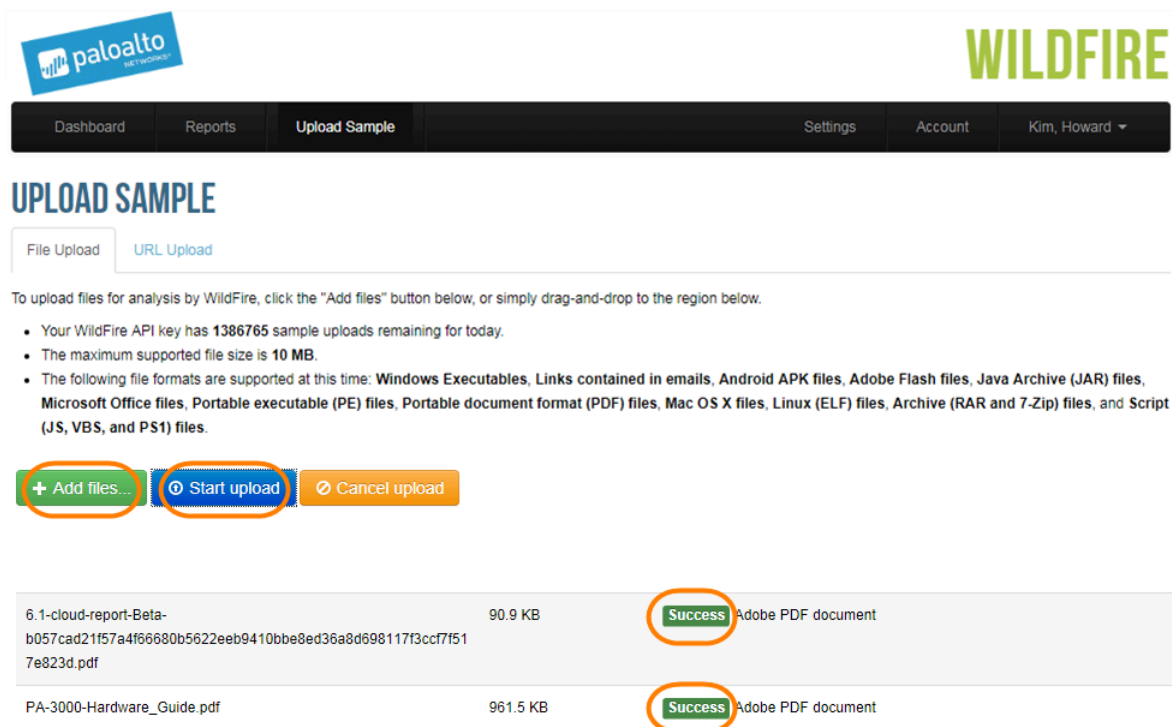 paloalto
NETWORKS
WILDFIRE
Dashboard Reports Upload Sample Settings Account Kim, Howard
UPLOAD SAMPLE
File Upload URL Upload
To upload files for analysis by WildFire, click the "Add files" button below, or simply drag-and-drop to the region below.
• Your WildFire API key has 1386765 sample uploads remaining for today.
• The maximum supported file size is 10 MB.
• The following file formats are supported at this time: Windows Executables, Links contained in emails, Android APK files, Adobe Flash files, Java Archive (JAR) files,
Microsoft Office files, Portable executable (PE) files, Portable document format (PDF) files, Mac OS X files, Linux (ELF) files, Archive (RAR and 7-Zip) files, and Script
(JS, VBS, and PS1) files.
+ Add files... Start upload Cancel upload
6.1-cloud-report-Beta- 90.9 KB Success Adobe PDF document
b057cad21f57a4f66680b5622eeb9410bbe8ed36a8d698117f3ccf7f51
7e823d.pdf
PA-3000-Hardware_Guide.pdf 961.5 KB Success Adobe PDF document